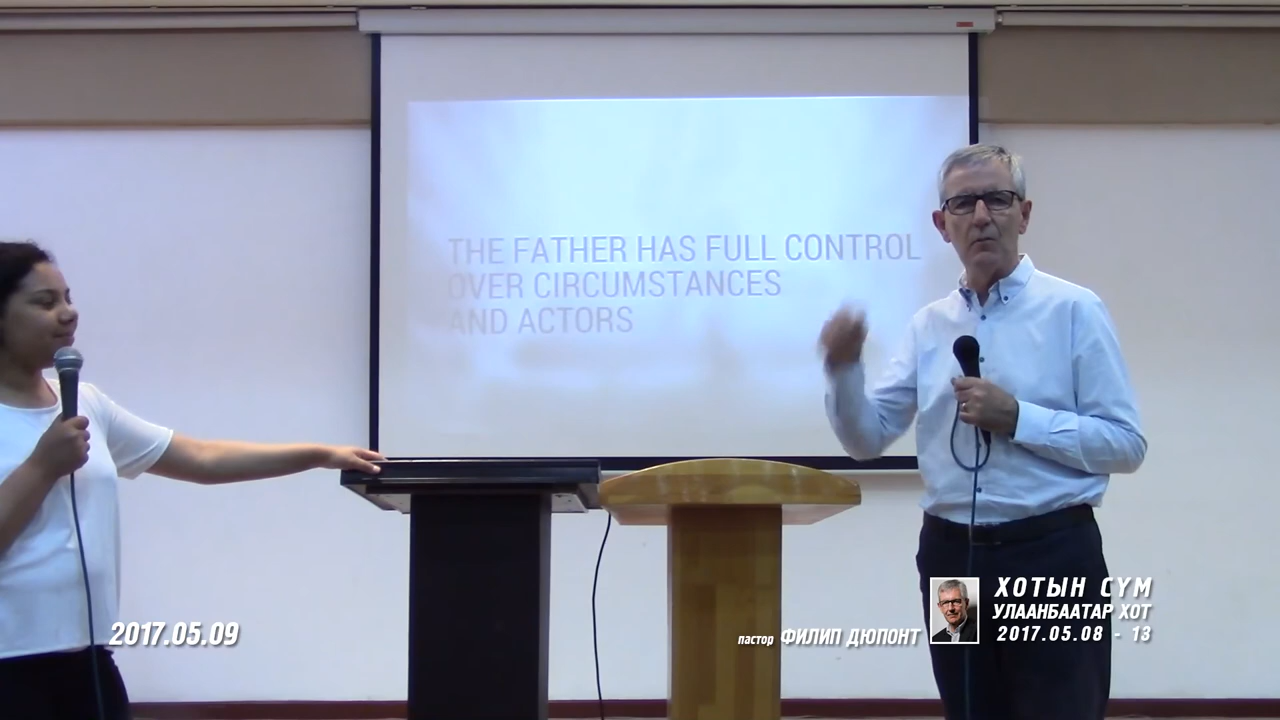 THE FATHER HAS FULL CONTROL
OVER CIRCUMSTANCES
AND ACTORS
2017.05.09
пастор ФИЛИП ДЮПОНТ
ХОТЫН СҮМ
УЛААНБААТАР ХОТ
2017.05.08 - 13